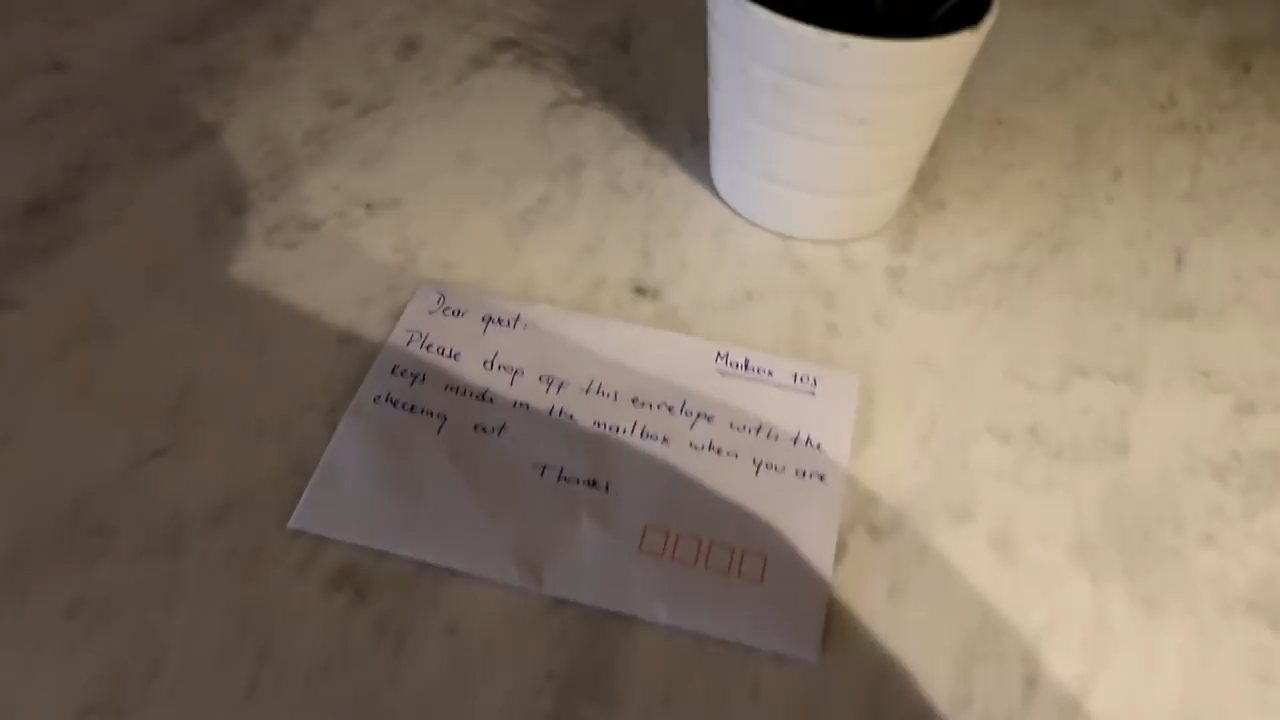 Dear guest:
Mailbox 103
Please drop off this envelope with the
keys inside in the mailbox when you are
checking out
Thanks.